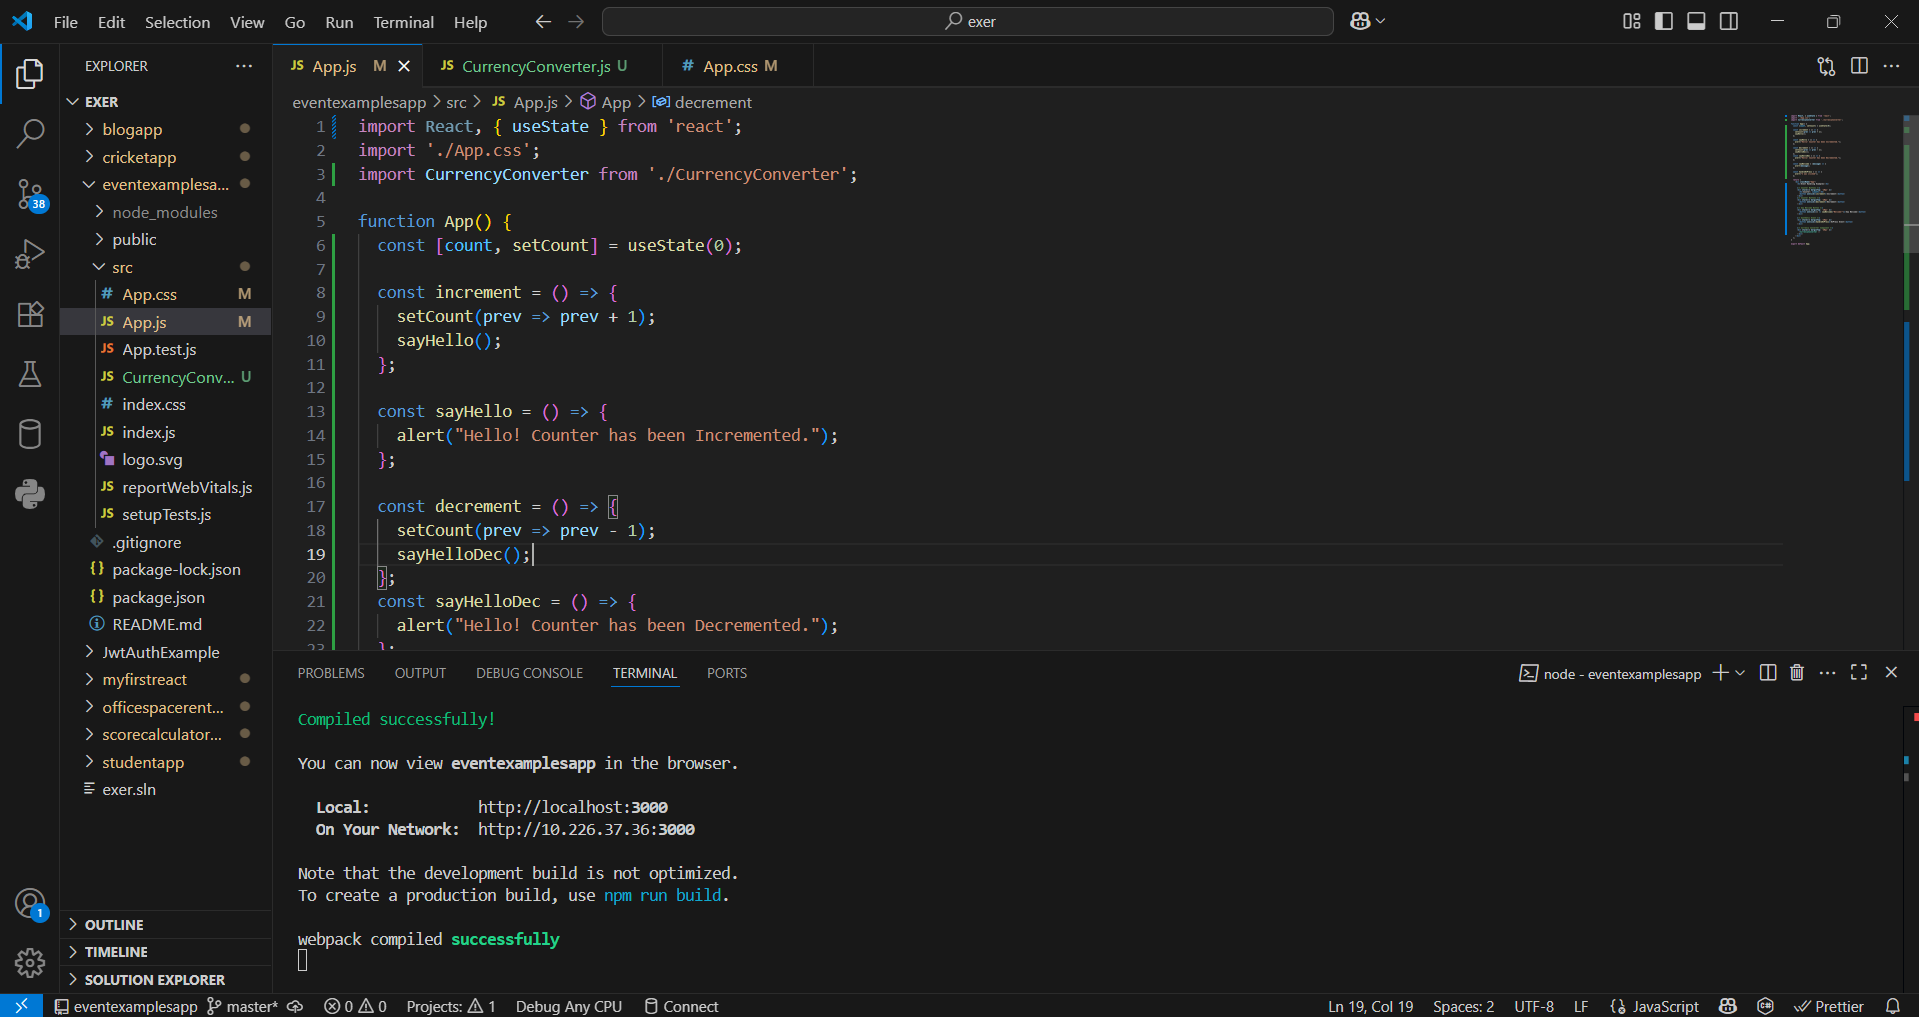 File Edit Selection View Go Run Terminal Help
exer
EXPLORER
EXER
blogapp
cricketapp
eventexamplesa...
node_modules
public
src
# App.css M
JS App.js M
JS App.test.js
JS CurrencyConv... U
# index.css
JS index.js
logo.svg
JS reportWebVitals.js
JS setupTests.js
.gitignore
{} package-lock.json
{} package.json
README.md
JwtAuthExample
myfirstreact
officespacerent...
scorecalculator...
studentapp
exer.sln
OUTLINE
TIMELINE
SOLUTION EXPLORER
38
1
JS App.js M
JS CurrencyConverter.js U
# App.css M
eventexamplesapp > src > JS App.js > App > decrement
1 import React, { useState } from 'react';
2 import './App.css';
3 import CurrencyConverter from './CurrencyConverter';
4
5 function App() {
6 const [count, setCount] = useState(0);
7
8 const increment = () => {
9 setCount(prev => prev + 1);
10 sayHello();
11 };
12
13 const sayHello = () => {
14 alert("Hello! Counter has been Incremented.");
15 };
16
17 const decrement = () => {
18 setCount(prev => prev - 1);
19 sayHelloDec();
20 };
21 const sayHelloDec = () => {
22 alert("Hello! Counter has been Decremented.");
23 };
PROBLEMS OUTPUT DEBUG CONSOLE TERMINAL PORTS
node - eventexamplesapp
Compiled successfully!
You can now view eventexamplesapp in the browser.
Local: http://localhost:3000
On Your Network: http://10.226.37.36:3000
Note that the development build is not optimized.
To create a production build, use npm run build.
webpack compiled successfully
eventexamplesapp master* 0 0 Projects: 1 Debug Any CPU Connect
Ln 19, Col 19 Spaces: 2 UTF-8 LF {} JavaScript Prettier